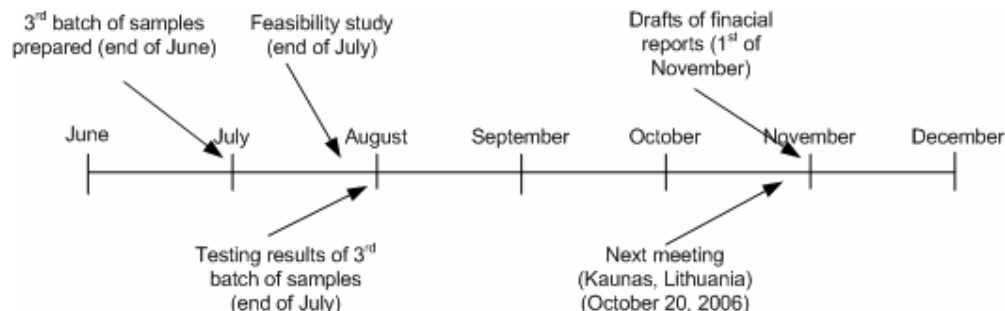 3rd batch of samples
prepared (end of June)
Feasibility study
(end of July)
Drafts of finacial
reports (1st of
November)
June
July
August
September
October
November
December
Testing results of 3rd
batch of samples
(end of July)
Next meeting
(Kaunas, Lithuania)
(October 20, 2006)